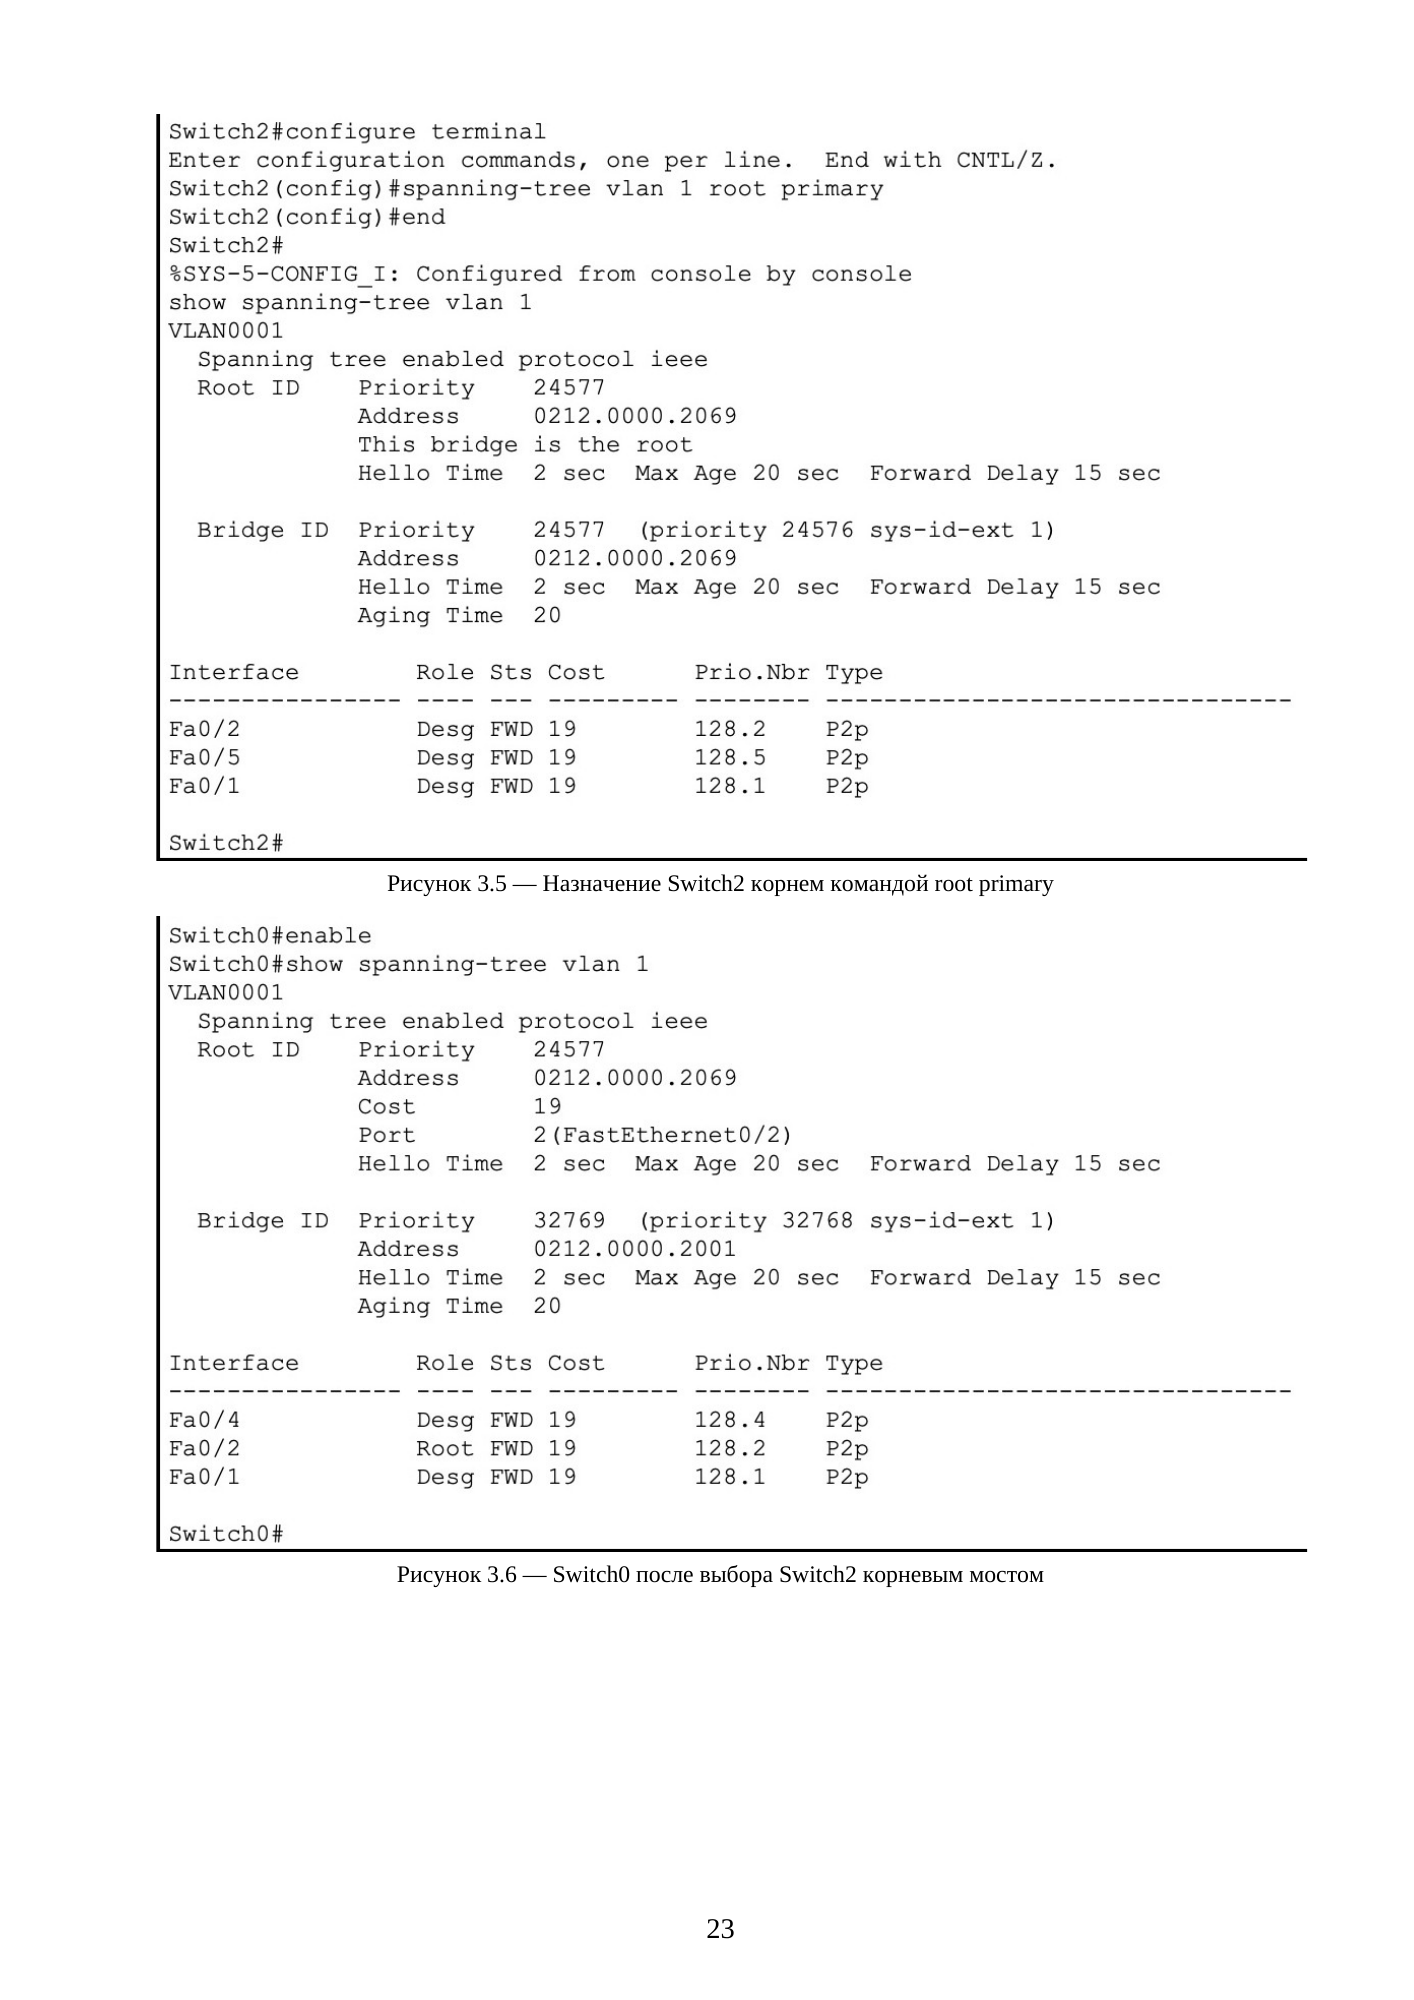 Switch2#configure terminal
Enter configuration commands, one per line.  End with CNTL/Z.
Switch2(config)#spanning-tree vlan 1 root primary
Switch2(config)#end
Switch2#
%SYS-5-CONFIG_I: Configured from console by console
show spanning-tree vlan 1
VLAN0001
  Spanning tree enabled protocol ieee
  Root ID    Priority    24577
             Address     0212.0000.2069
             This bridge is the root
             Hello Time  2 sec  Max Age 20 sec  Forward Delay 15 sec

  Bridge ID  Priority    24577  (priority 24576 sys-id-ext 1)
             Address     0212.0000.2069
             Hello Time  2 sec  Max Age 20 sec  Forward Delay 15 sec
             Aging Time  20

Interface        Role Sts Cost      Prio.Nbr Type
---------------- ---- --- --------- -------- --------------------------------
Fa0/2            Desg FWD 19        128.2    P2p
Fa0/5            Desg FWD 19        128.5    P2p
Fa0/1            Desg FWD 19        128.1    P2p

Switch2#
Рисунок 3.5 — Назначение Switch2 корнем командой root primary
Switch0#enable
Switch0#show spanning-tree vlan 1
VLAN0001
  Spanning tree enabled protocol ieee
  Root ID    Priority    24577
             Address     0212.0000.2069
             Cost        19
             Port        2(FastEthernet0/2)
             Hello Time  2 sec  Max Age 20 sec  Forward Delay 15 sec

  Bridge ID  Priority    32769  (priority 32768 sys-id-ext 1)
             Address     0212.0000.2001
             Hello Time  2 sec  Max Age 20 sec  Forward Delay 15 sec
             Aging Time  20

Interface        Role Sts Cost      Prio.Nbr Type
---------------- ---- --- --------- -------- --------------------------------
Fa0/4            Desg FWD 19        128.4    P2p
Fa0/2            Root FWD 19        128.2    P2p
Fa0/1            Desg FWD 19        128.1    P2p

Switch0#
Рисунок 3.6 — Switch0 после выбора Switch2 корневым мостом
23